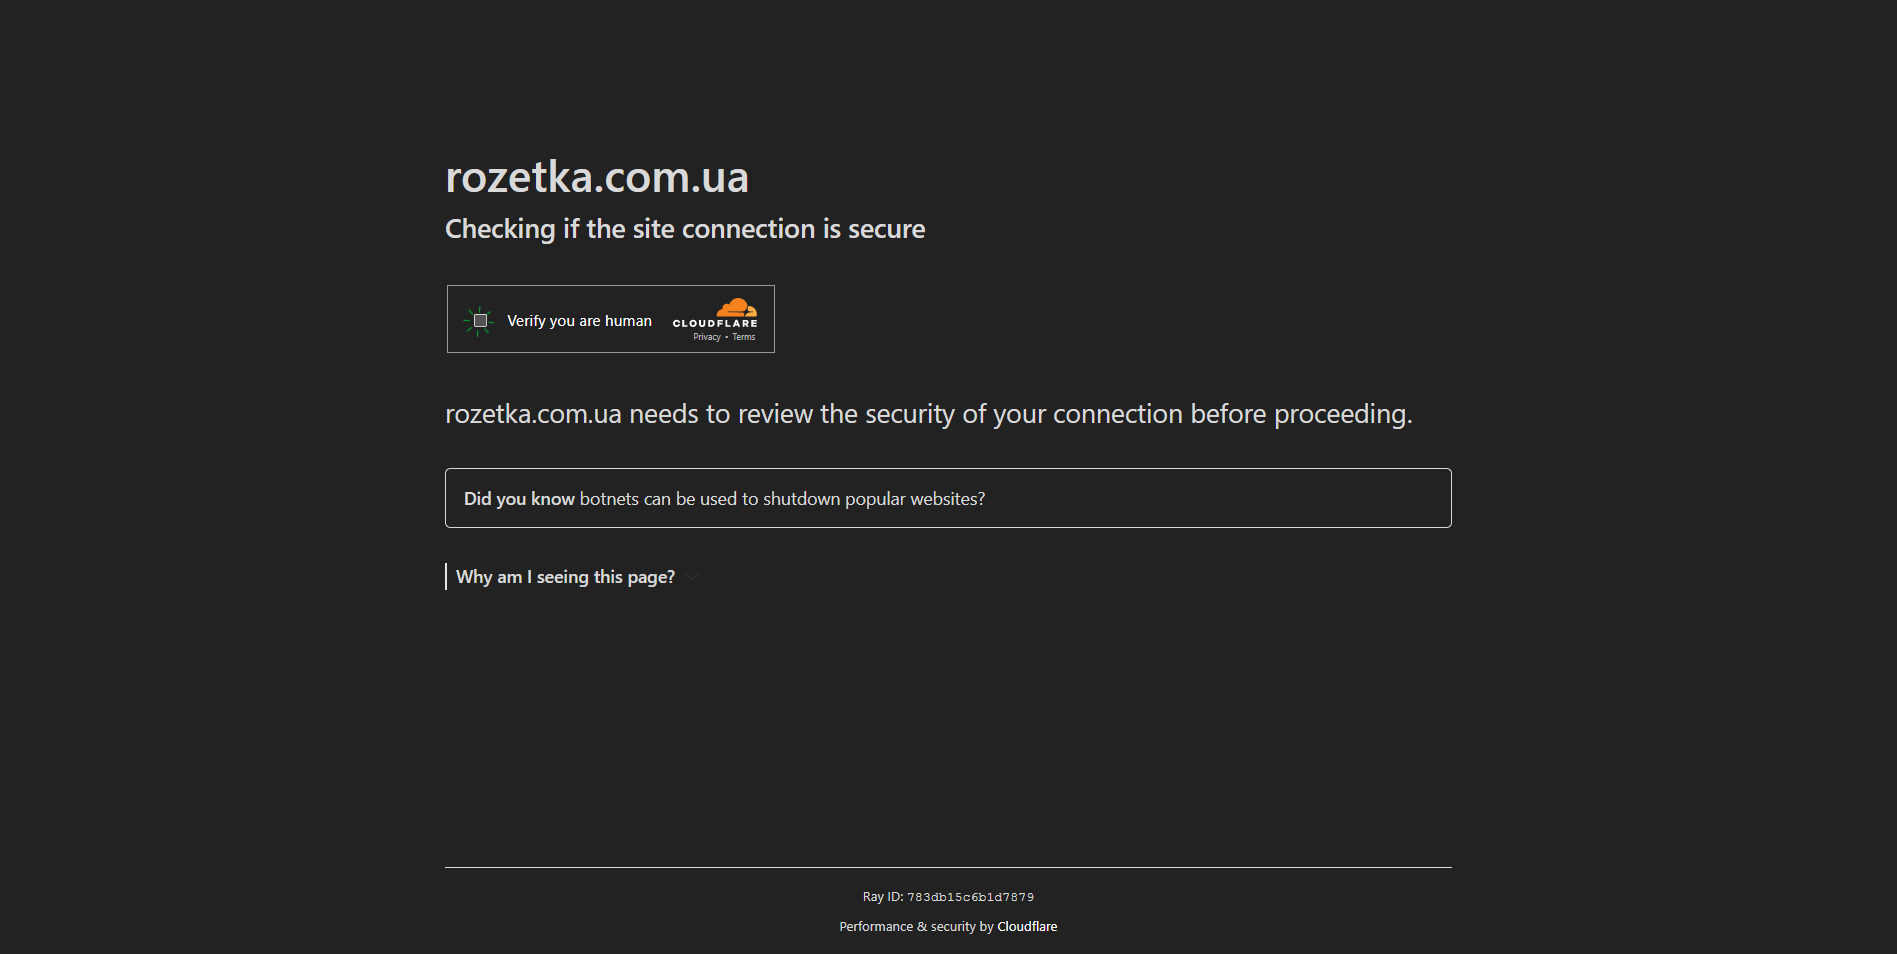 rozetka.com.ua
Checking if the site connection is secure
Verify you are human
CLOUDFLARE
Privacy • Terms
rozetka.com.ua needs to review the security of your connection before proceeding.
Did you know botnets can be used to shutdown popular websites?
Why am I seeing this page?
Ray ID: 783db15c6b1d7879
Performance & security by Cloudflare